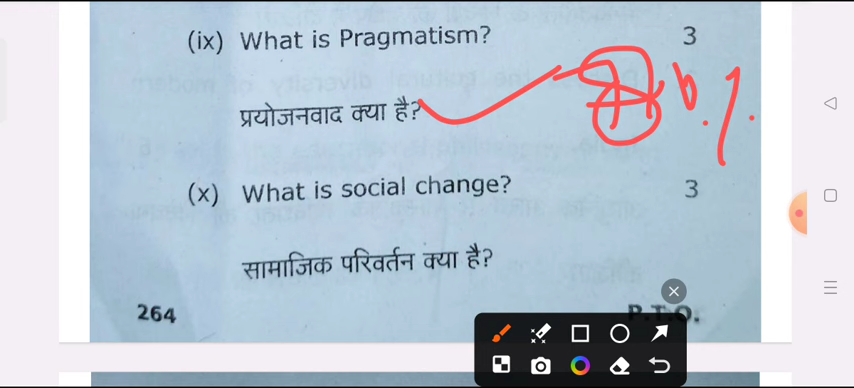 (ix) What is Pragmatism? 3
प्रयोजनवाद क्या है?
(x) What is social change? 3
सामाजिक परिवर्तन क्या है?
264 P.T.O.